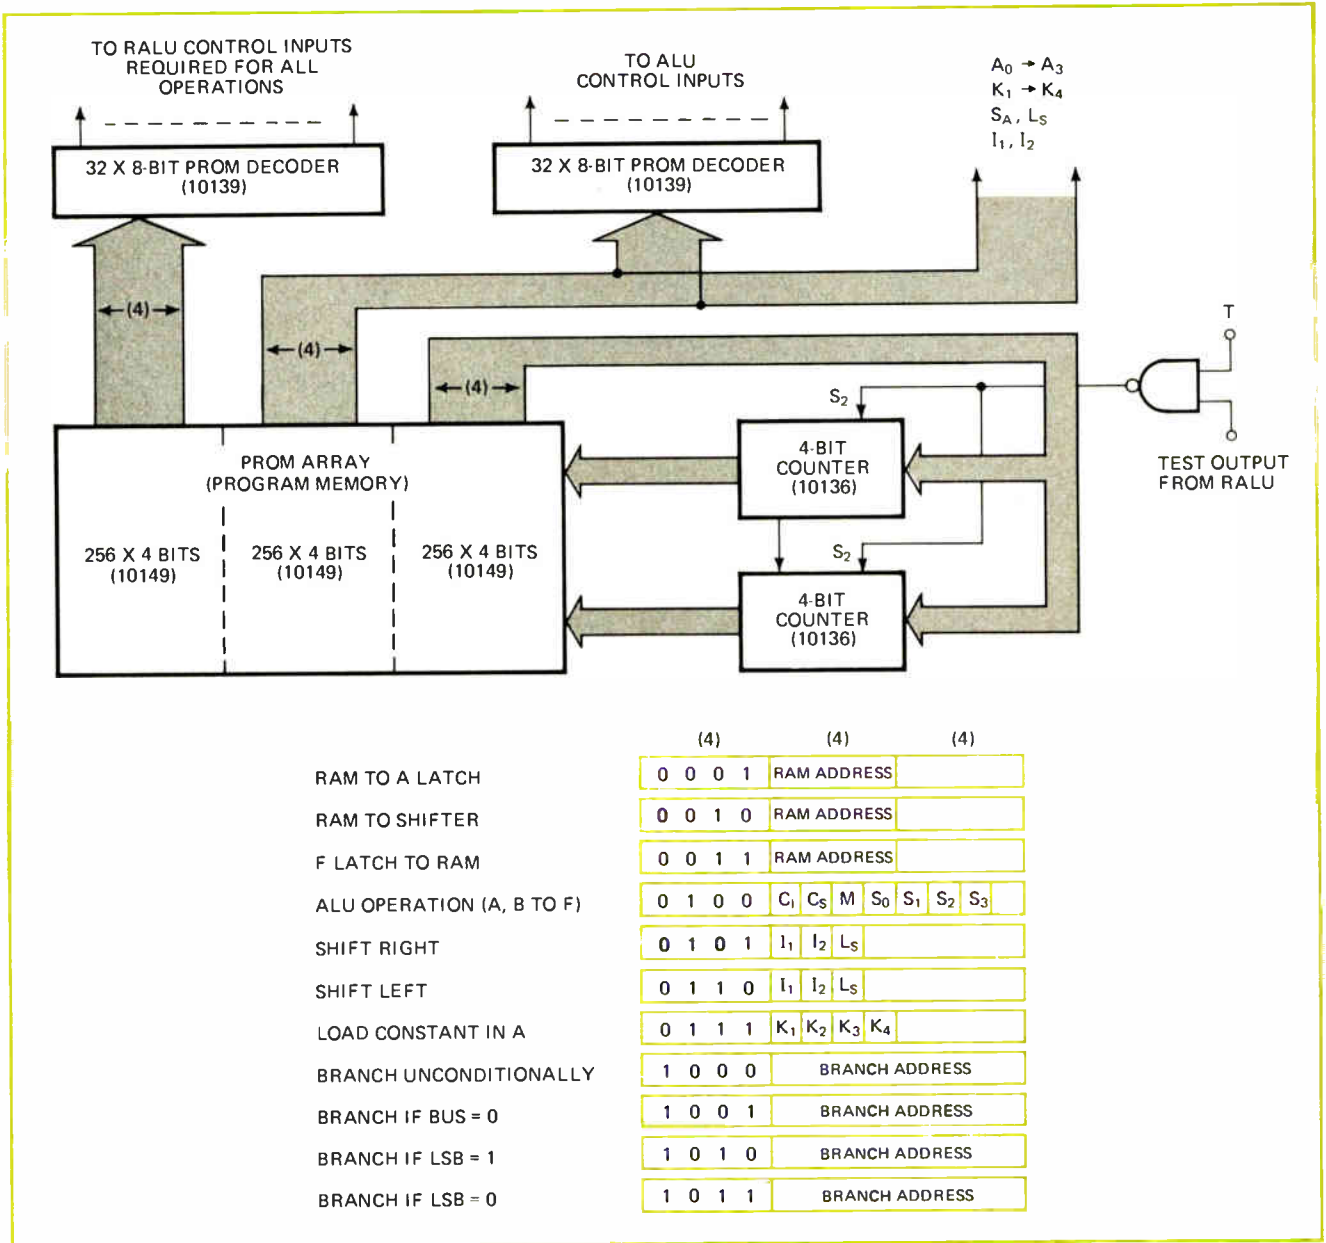 TO RALU CONTROL INPUTS
REQUIRED FOR ALL
OPERATIONS
TO ALU
CONTROL INPUTS
A₀ → A₃
K₁ → K₄
S_A, L_S
I₁, I₂
32 X 8-BIT PROM DECODER
(10139)
32 X 8-BIT PROM DECODER
(10139)
(4)
(4)
(4)
T
S₂
4-BIT
COUNTER
(10136)
TEST OUTPUT
FROM RALU
PROM ARRAY
(PROGRAM MEMORY)
256 X 4 BITS
(10149)
256 X 4 BITS
(10149)
256 X 4 BITS
(10149)
S₂
4-BIT
COUNTER
(10136)
(4) (4) (4)
RAM TO A LATCH 0 0 0 1 RAM ADDRESS
RAM TO SHIFTER 0 0 1 0 RAM ADDRESS
F LATCH TO RAM 0 0 1 1 RAM ADDRESS
ALU OPERATION (A, B TO F) 0 1 0 0 C_I C_S M S₀ S₁ S₂ S₃
SHIFT RIGHT 0 1 0 1 I₁ I₂ L_S
SHIFT LEFT 0 1 1 0 I₁ I₂ L_S
LOAD CONSTANT IN A 0 1 1 1 K₁ K₂ K₃ K₄
BRANCH UNCONDITIONALLY 1 0 0 0 BRANCH ADDRESS
BRANCH IF BUS = 0 1 0 0 1 BRANCH ADDRESS
BRANCH IF LSB = 1 1 0 1 0 BRANCH ADDRESS
BRANCH IF LSB = 0 1 0 1 1 BRANCH ADDRESS